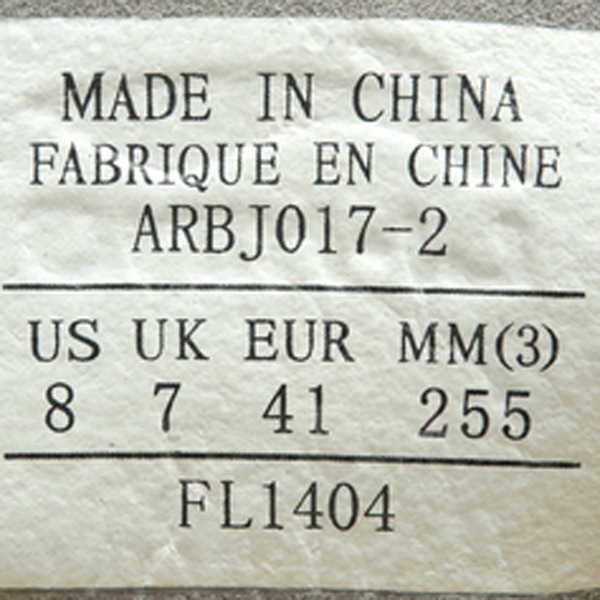 MADE IN CHINA
FABRIQUE EN CHINE
ARBJ017-2
US UK EUR MM(3)
8 7 41 255
FL1404